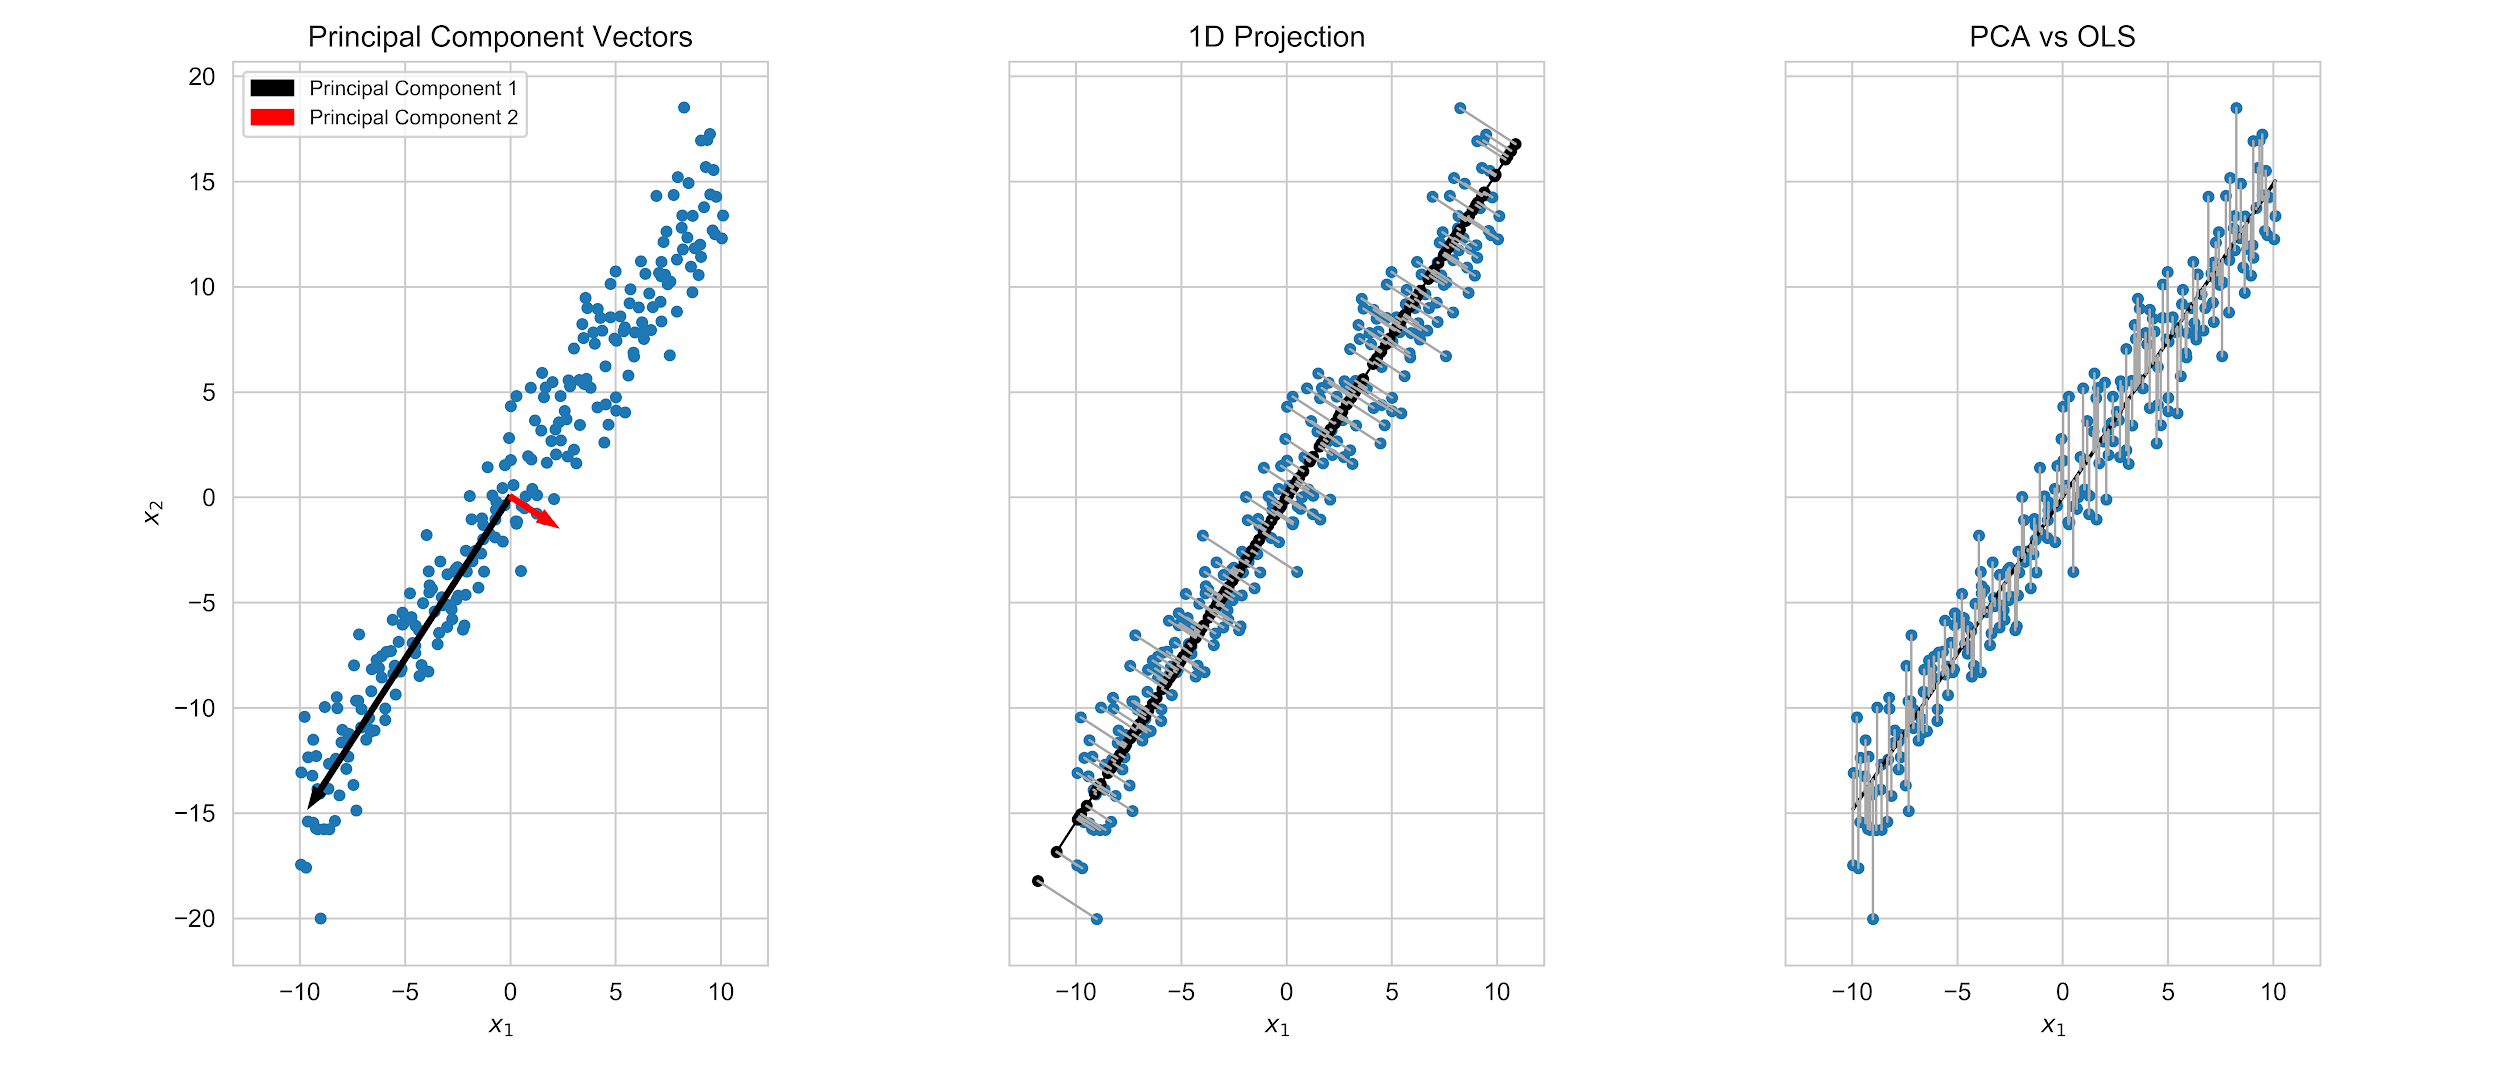 Principal Component Vectors
Principal Component 1
Principal Component 2
20
15
10
5
0
−5
−10
−15
−20
x2
−10 −5 0 5 10
x1
1D Projection
−10 −5 0 5 10
x1
PCA vs OLS
−10 −5 0 5 10
x1